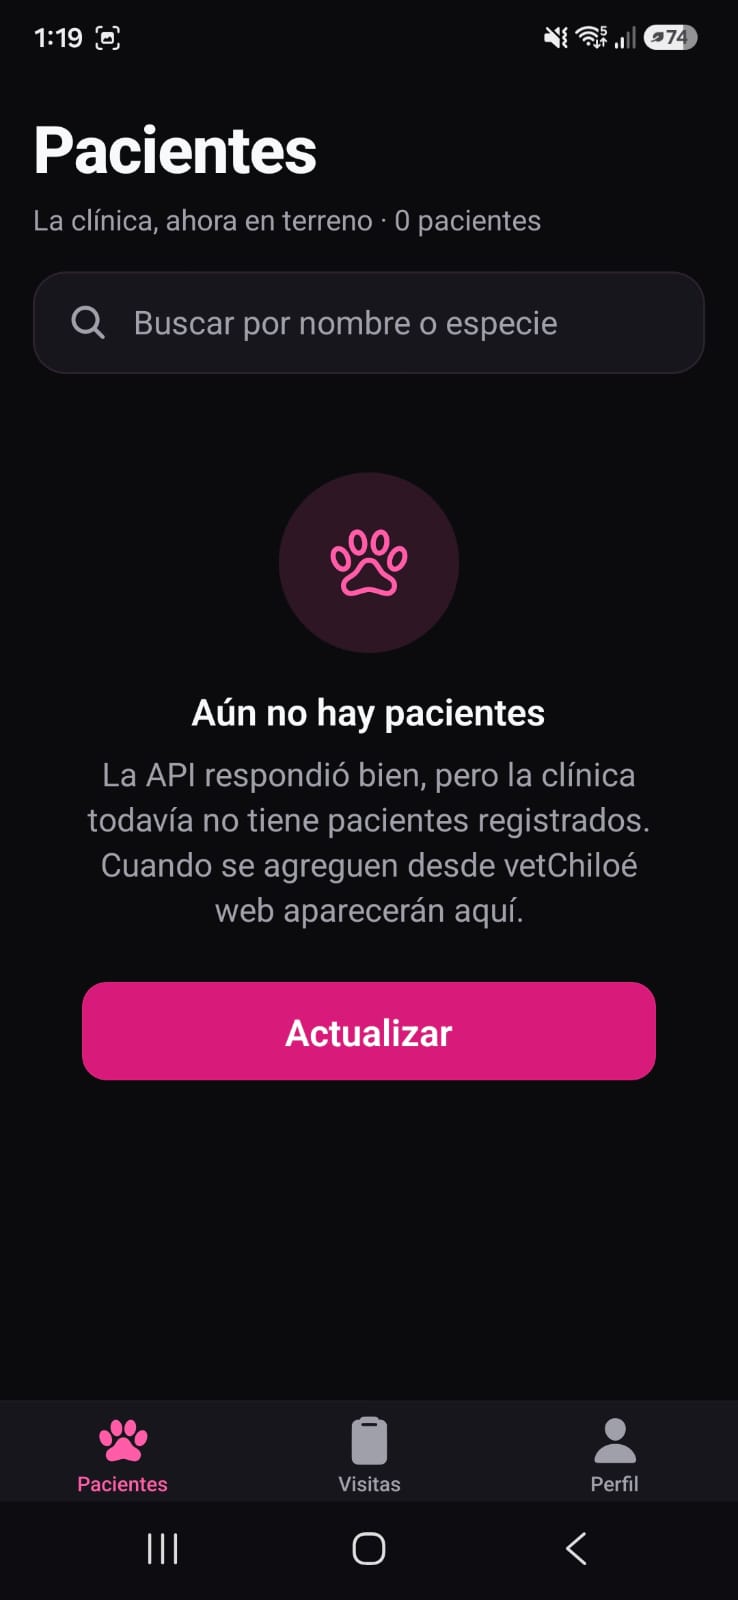 1:19
5
74
Pacientes
La clínica, ahora en terreno · 0 pacientes
Buscar por nombre o especie
Aún no hay pacientes
La API respondió bien, pero la clínica
todavía no tiene pacientes registrados.
Cuando se agreguen desde vetChiloé
web aparecerán aquí.
Actualizar
Pacientes
Visitas
Perfil